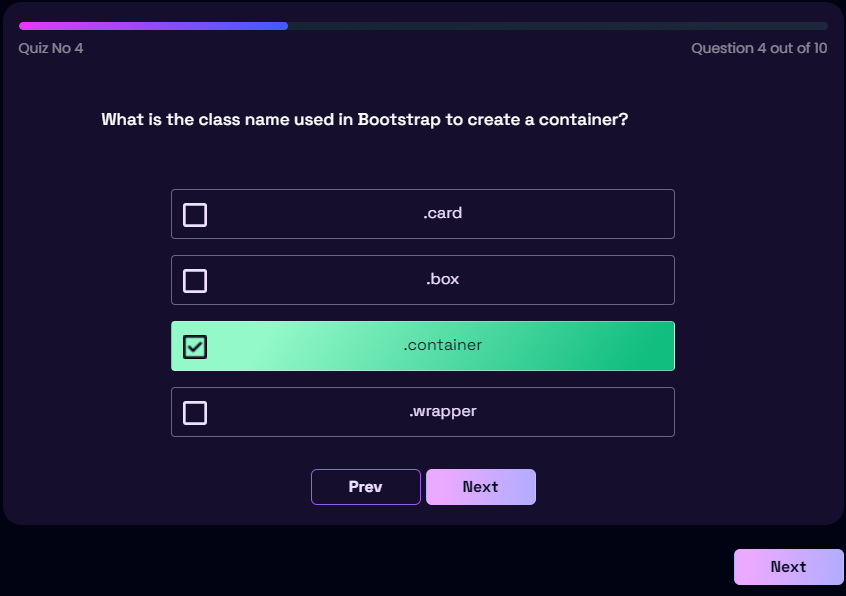 Quiz No 4
Question 4 out of 10
What is the class name used in Bootstrap to create a container?
.card
.box
.container
.wrapper
Prev
Next
Next